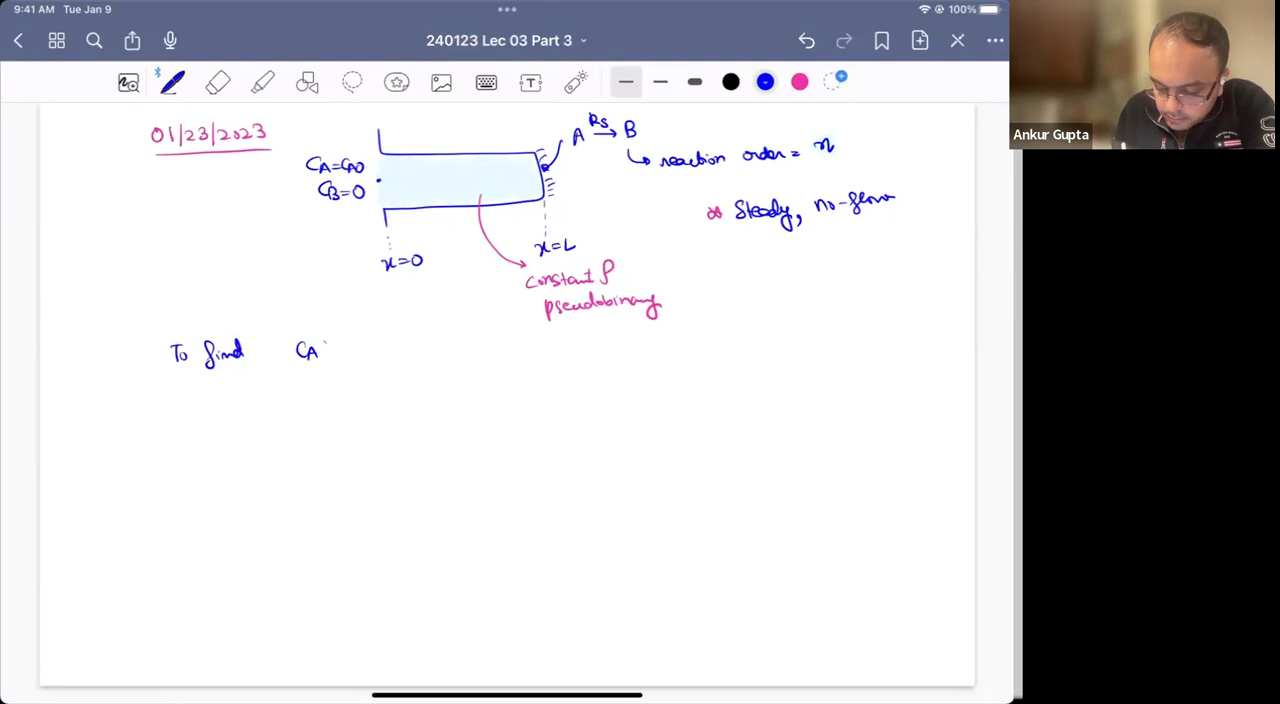 9:41 AM Tue Jan 9
100%
240123 Lec 03 Part 3
Ankur Gupta
01/23/2023
A Rs→ B
CA=CA0
CB=0
reaction order = n
* Steady, no-flow
x=0
x=L
constant ρ
pseudobinary
To find CA